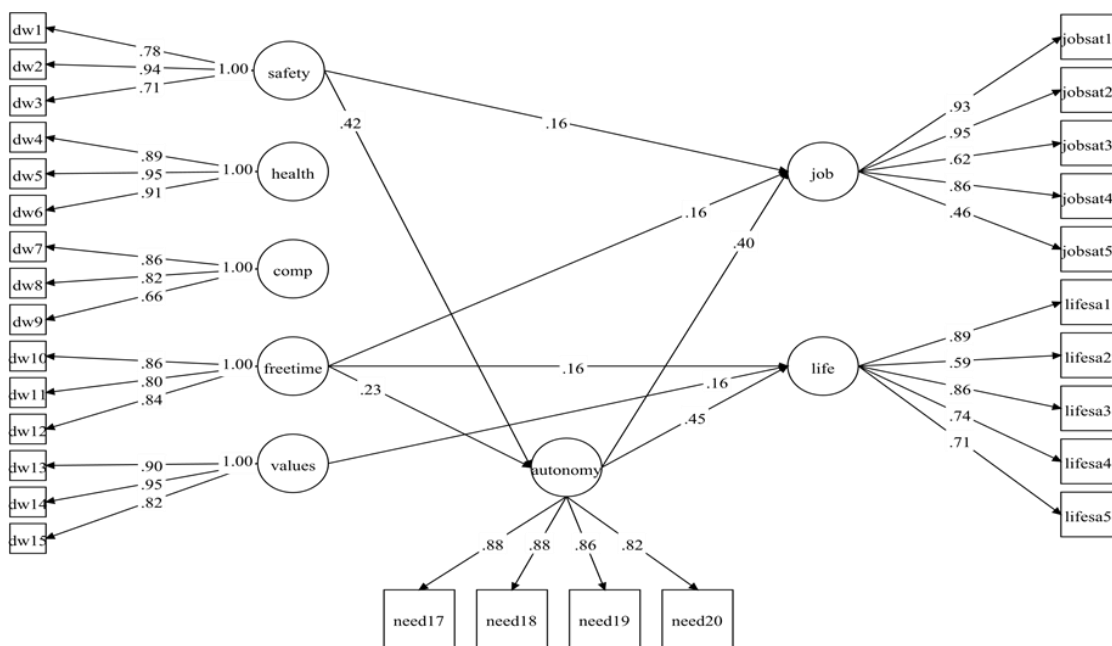 dw1
dw2
dw3
dw4
dw5
dw6
dw7
dw8
dw9
dw10
dw11
dw12
dw13
dw14
dw15
.78
.94
.71
1.00
safety
.89
.95
.91
1.00
health
.86
.82
.66
1.00
comp
.86
.80
.84
1.00
freetime
.90
.95
.82
1.00
values
.42
.16
.16
.40
.16
.16
.23
.45
autonomy
.88
.88
.86
.82
need17
need18
need19
need20
job
.93
.95
.62
.86
.46
jobsat1
jobsat2
jobsat3
jobsat4
jobsat5
life
.89
.59
.86
.74
.71
lifesa1
lifesa2
lifesa3
lifesa4
lifesa5